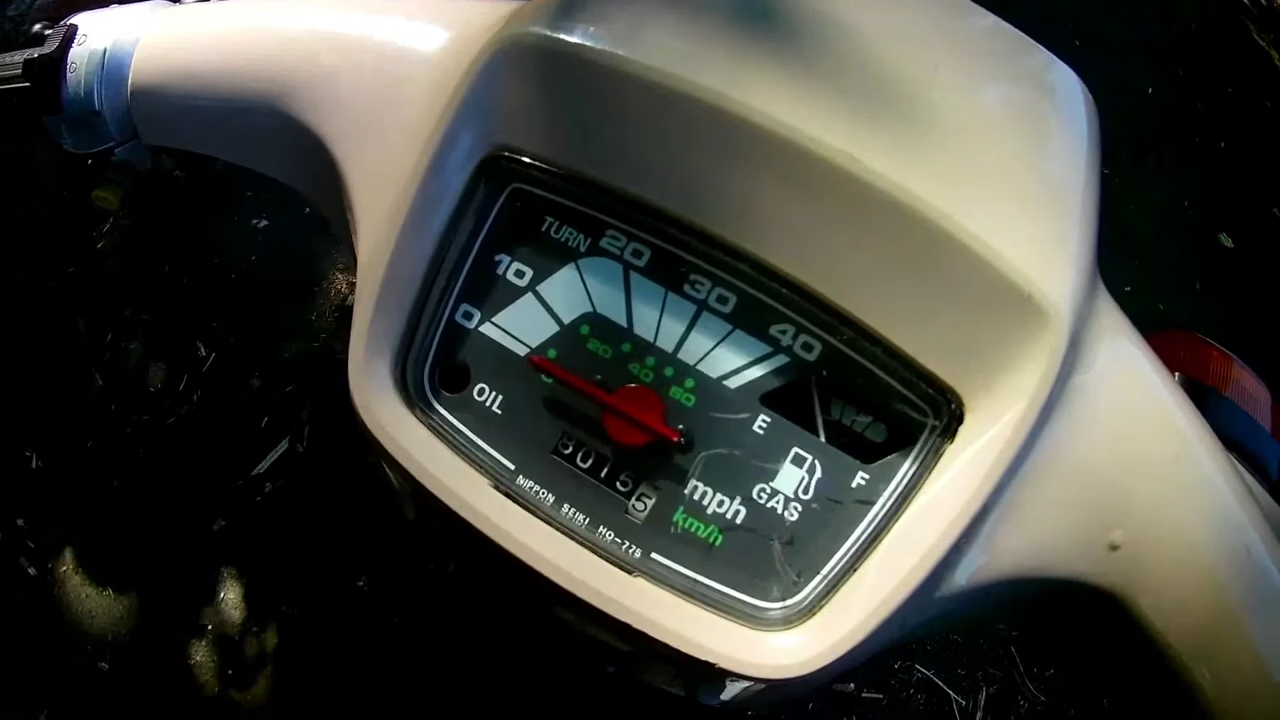 TURN
0 10 20 30 40
20 40 60
OIL
E F
GAS
80155
mph
km/h
NIPPON SEIKI HQ-775